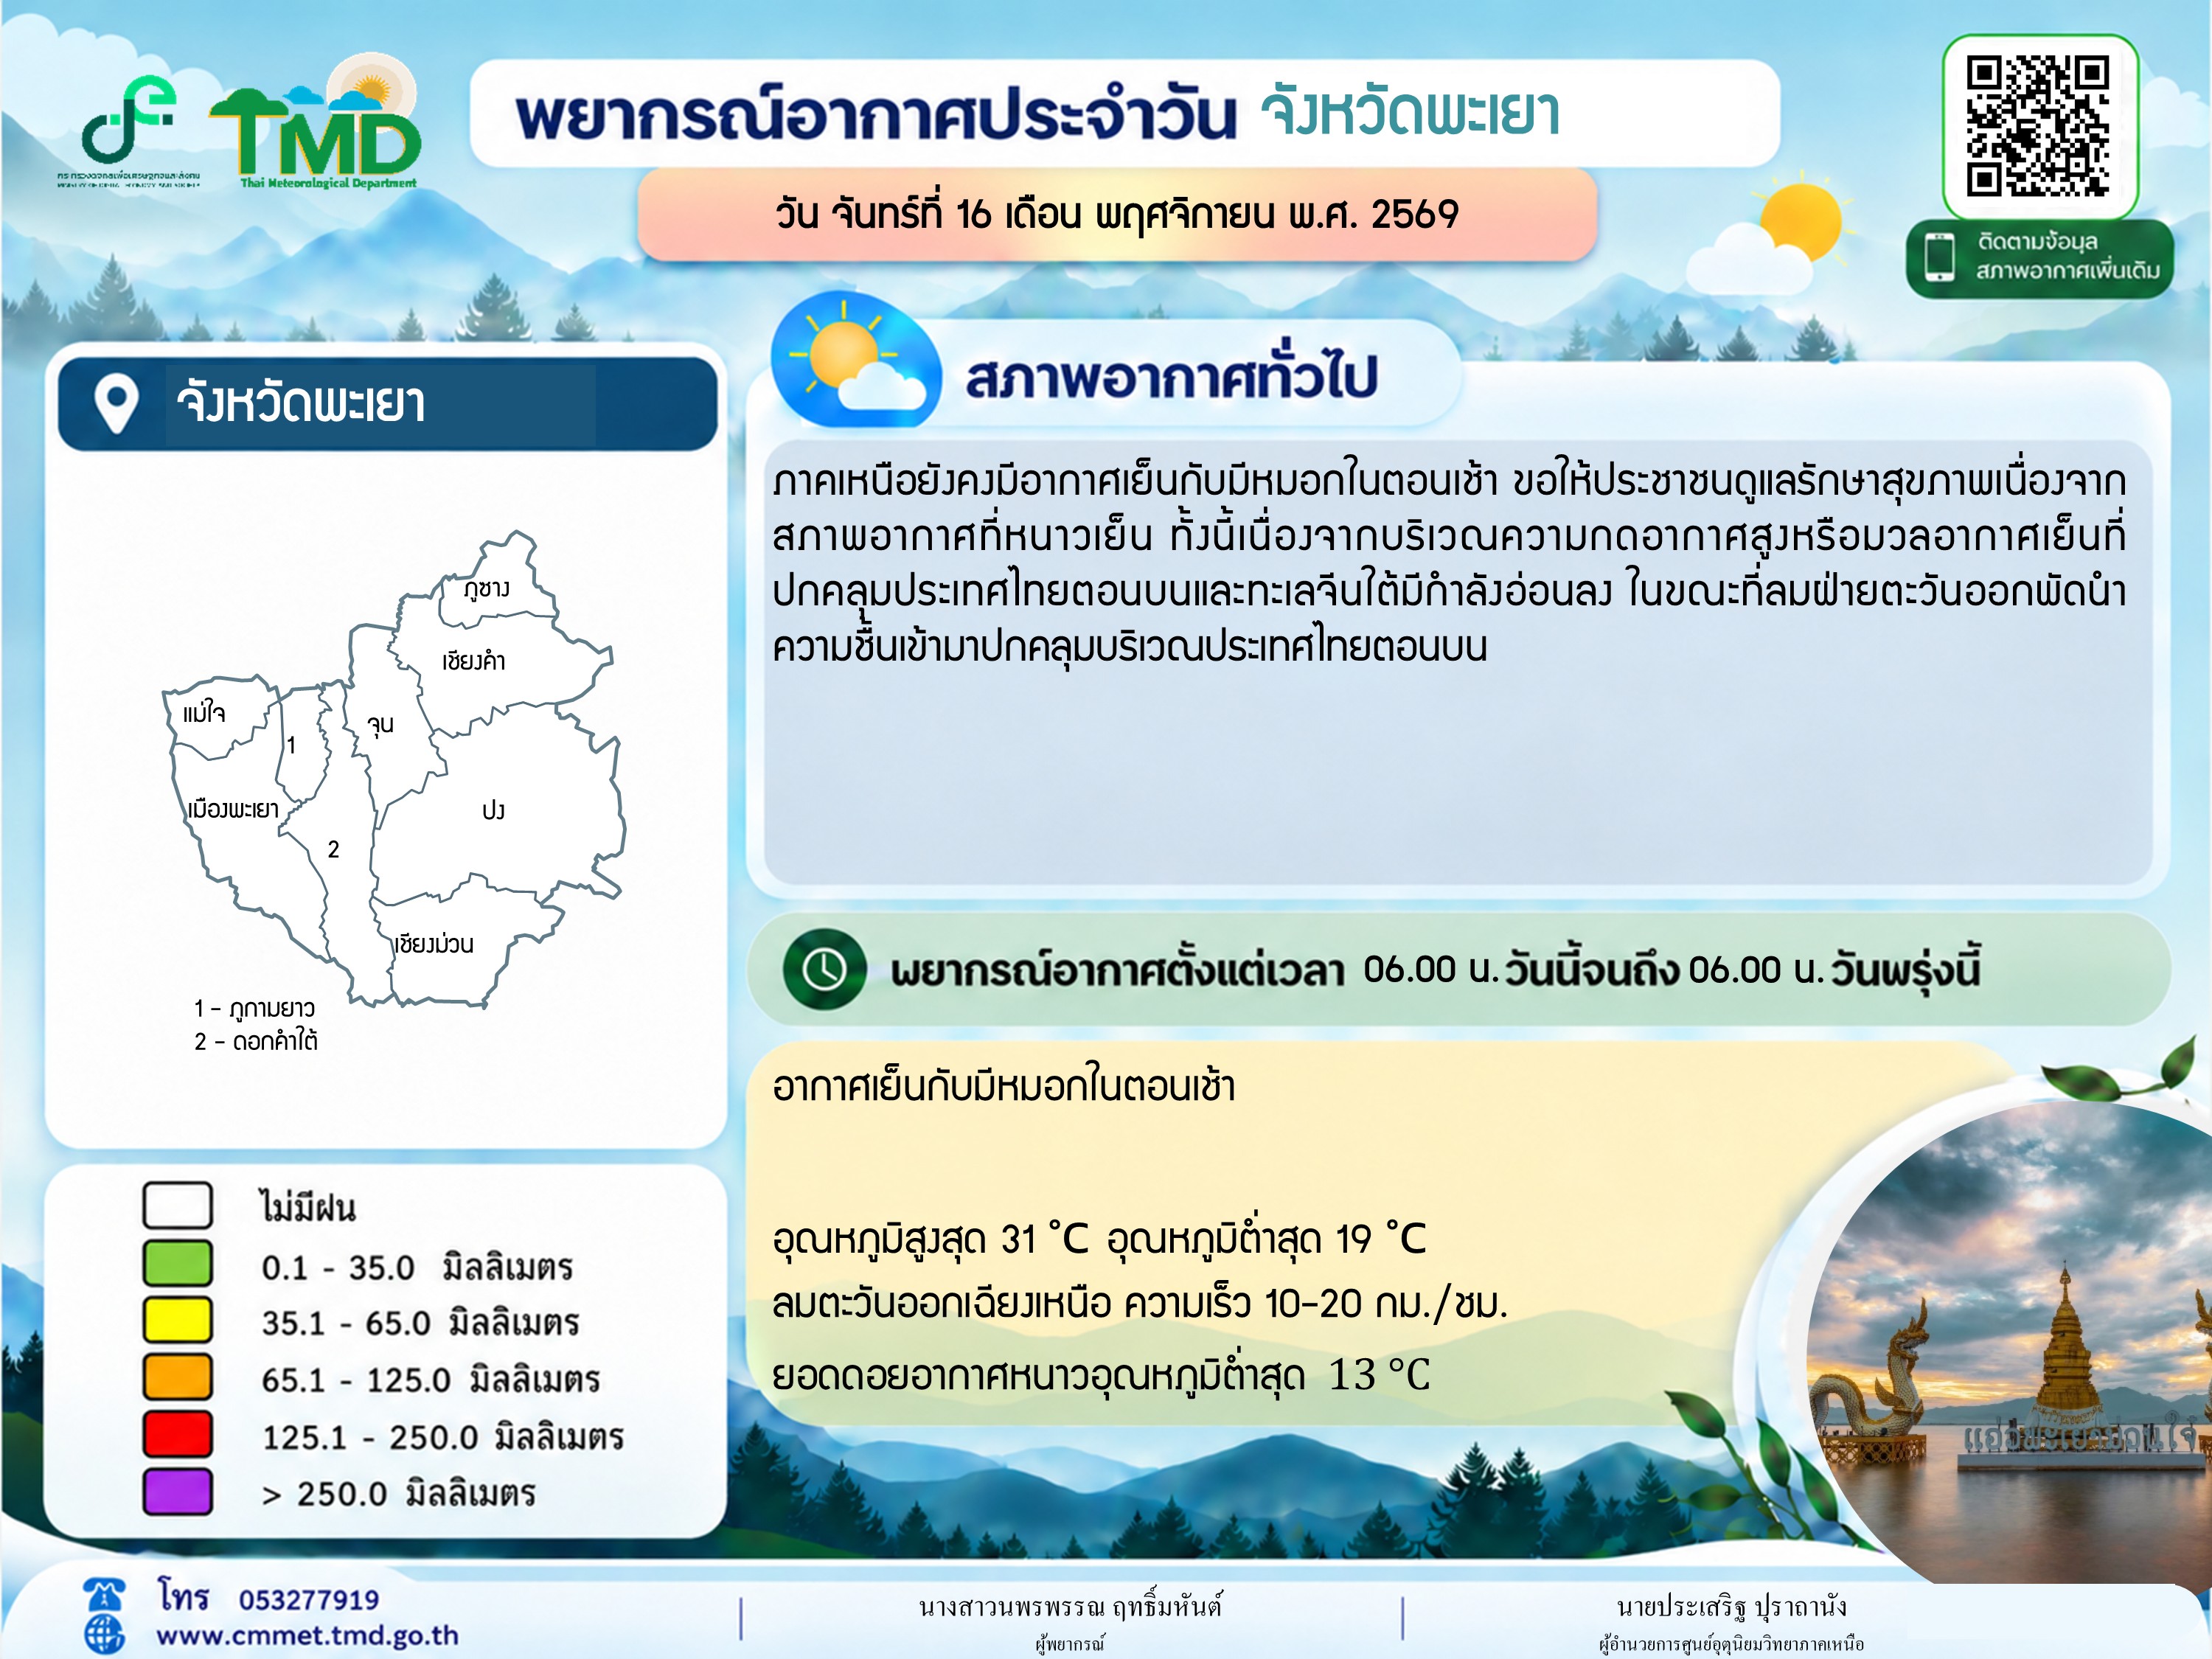 พยากรณ์อากาศประจำวัน จังหวัดพะเยา
TMD
Thai Meteorological Department
วัน จันทร์ที่ 16 เดือน พฤศจิกายน พ.ศ. 2569
สภาพอากาศเพิ่มเติม
จังหวัดพะเยา
ภูซาง
เชียงคำ
แม่ใจ
จุน
1
เมืองพะเยา
ปง
2
เชียงม่วน
1 - ภูกามยาว
2 - ดอกคำใต้
ไม่มีฝน
0.1 - 35.0 มิลลิเมตร
35.1 - 65.0 มิลลิเมตร
65.1 - 125.0 มิลลิเมตร
125.1 - 250.0 มิลลิเมตร
> 250.0 มิลลิเมตร
สภาพอากาศทั่วไป
ภาคเหนือยังคงมีอากาศเย็นกับมีหมอกในตอนเช้า ขอให้ประชาชนดูแลรักษาสุขภาพเนื่องจาก
สภาพอากาศที่หนาวเย็น ทั้งนี้เนื่องจากบริเวณความกดอากาศสูงหรือมวลอากาศเย็นที่
ปกคลุมประเทศไทยตอนบนและทะเลจีนใต้มีกำลังอ่อนลง ในขณะที่ลมฝ่ายตะวันออกพัดนำ
ความชื้นเข้ามาปกคลุมบริเวณประเทศไทยตอนบน
พยากรณ์อากาศตั้งแต่เวลา 06.00 น. วันนี้จนถึง 06.00 น. วันพรุ่งนี้
อากาศเย็นกับมีหมอกในตอนเช้า
อุณหภูมิสูงสุด 31 °C อุณหภูมิต่ำสุด 19 °C
ลมตะวันออกเฉียงเหนือ ความเร็ว 10-20 กม./ชม.
ยอดดอยอากาศหนาวอุณหภูมิต่ำสุด 13 °C
โทร 053277919
www.cmmet.tmd.go.th
นางสาวนพรพรรณ ฤทธิ์มหันต์
ผู้พยากรณ์
นายประเสริฐ ปุราถานัง
ผู้อำนวยการศูนย์อุตุนิยมวิทยาภาคเหนือ